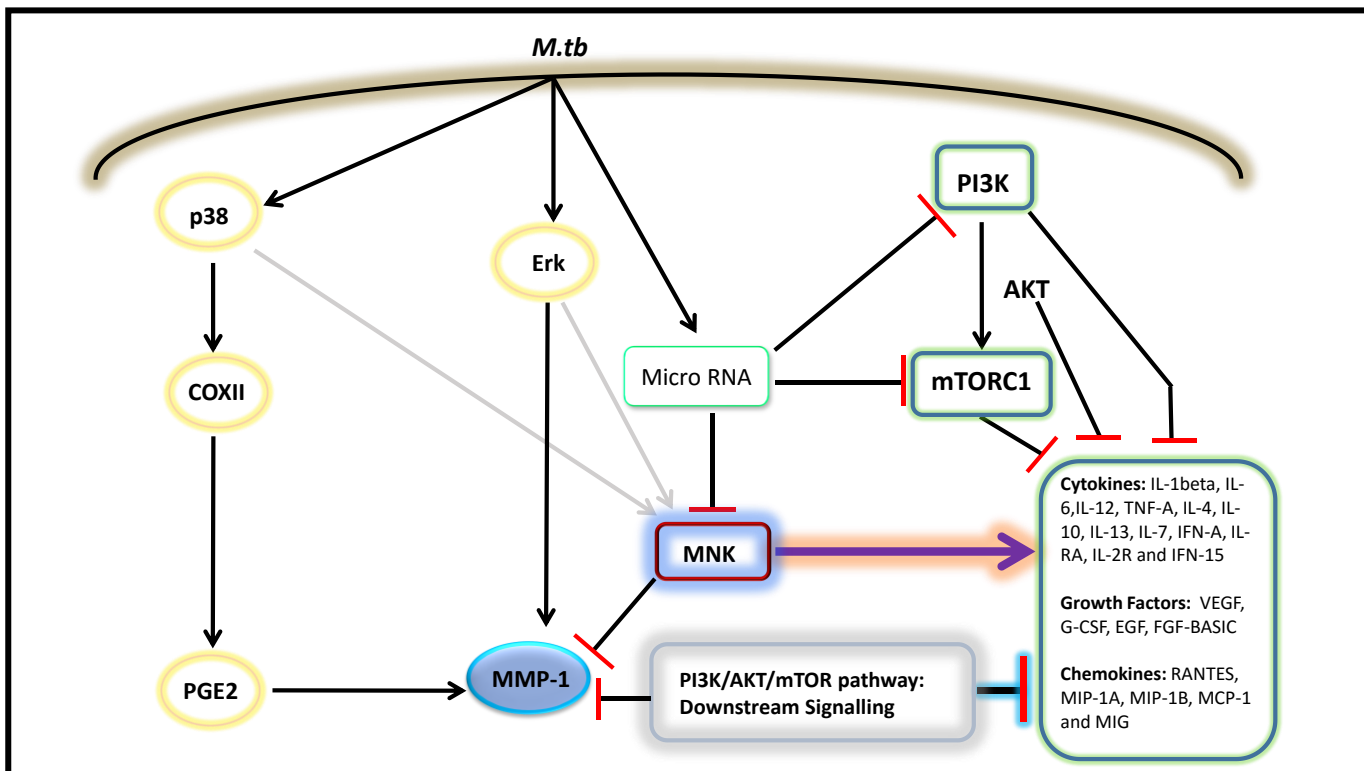 M.tb
p38
Erk
PI3K
AKT
COXII
Micro RNA
mTORC1
MNK
PGE2
MMP-1
PI3K/AKT/mTOR pathway:
Downstream Signalling
Cytokines: IL-1beta, IL-
6,IL-12, TNF-A, IL-4, IL-
10, IL-13, IL-7, IFN-A, IL-
RA, IL-2R and IFN-15
Growth Factors: VEGF,
G-CSF, EGF, FGF-BASIC
Chemokines: RANTES,
MIP-1A, MIP-1B, MCP-1
and MIG